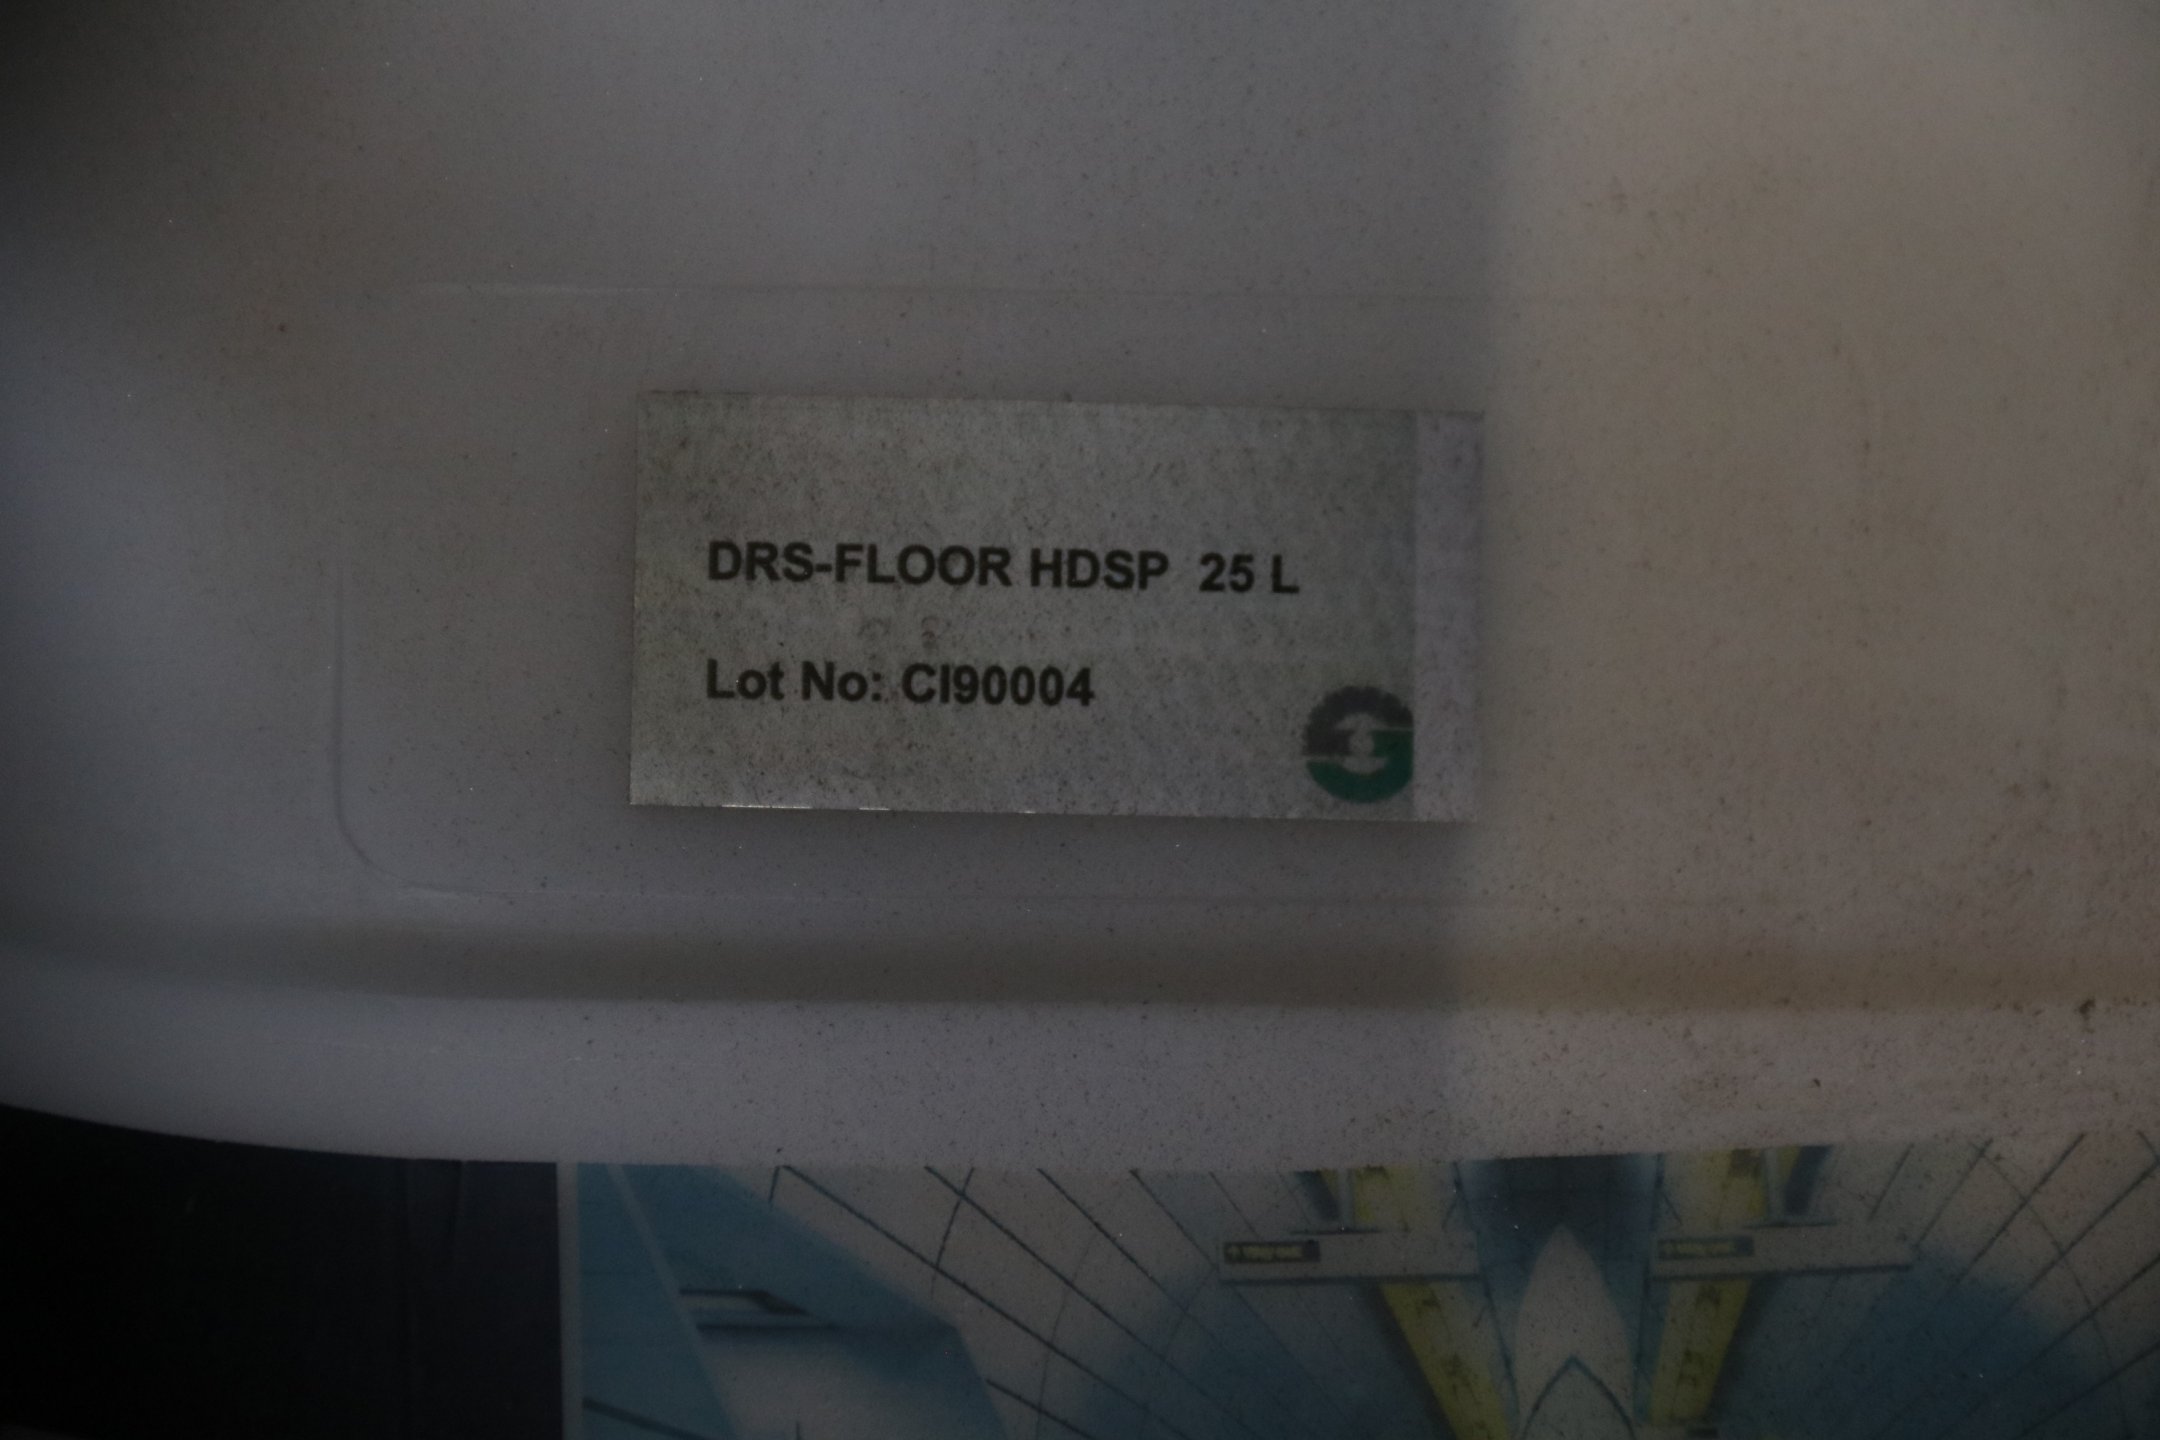 DRS-FLOOR HDSP 25 L
Lot No: CI90004